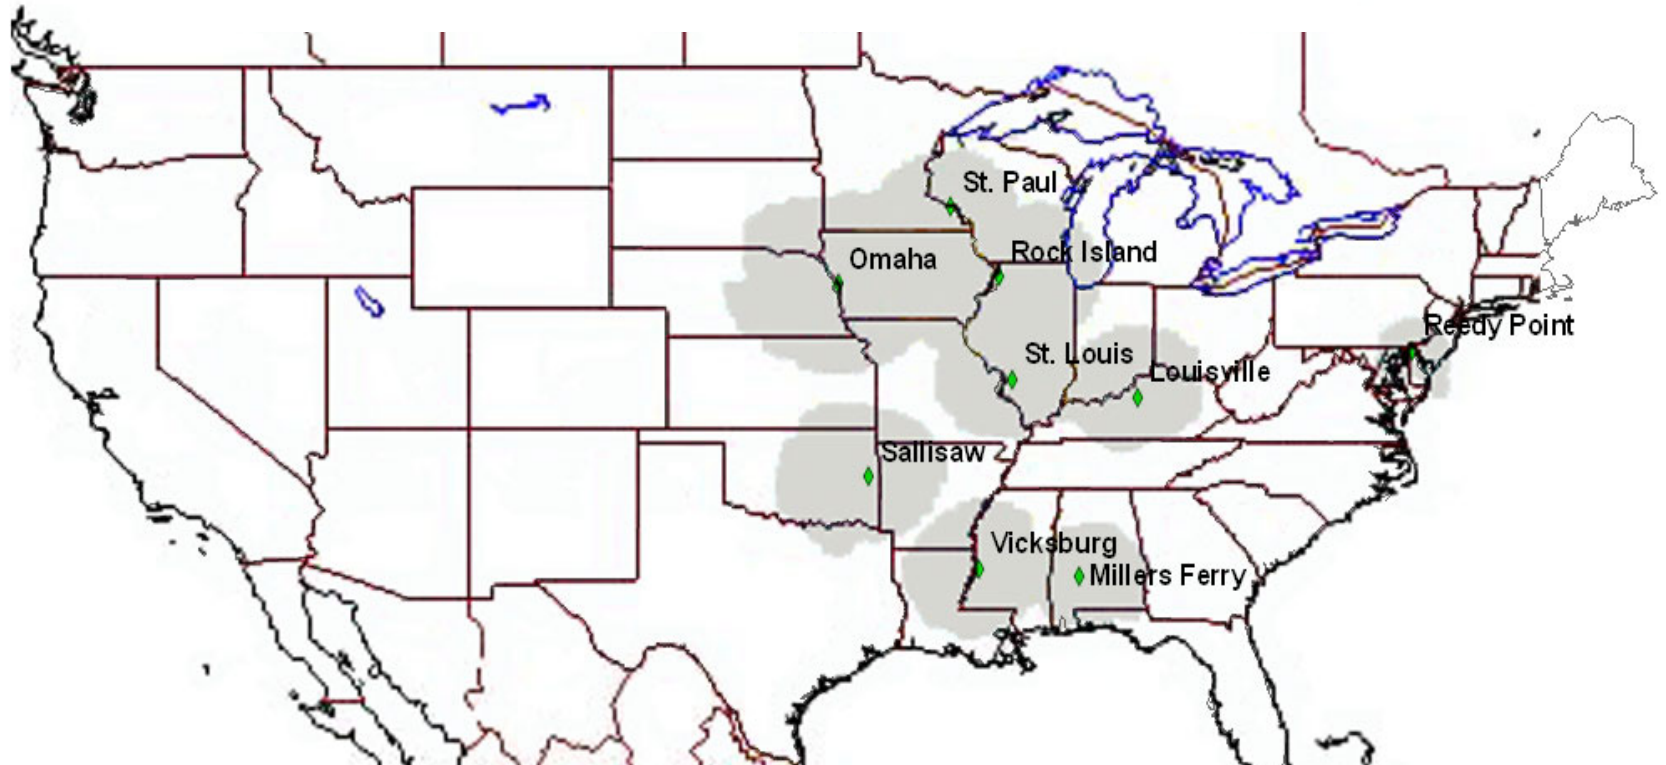 St. Paul
Rock Island
Omaha
Reedy Point
St. Louis
Louisville
Sallisaw
Vicksburg
Millers Ferry